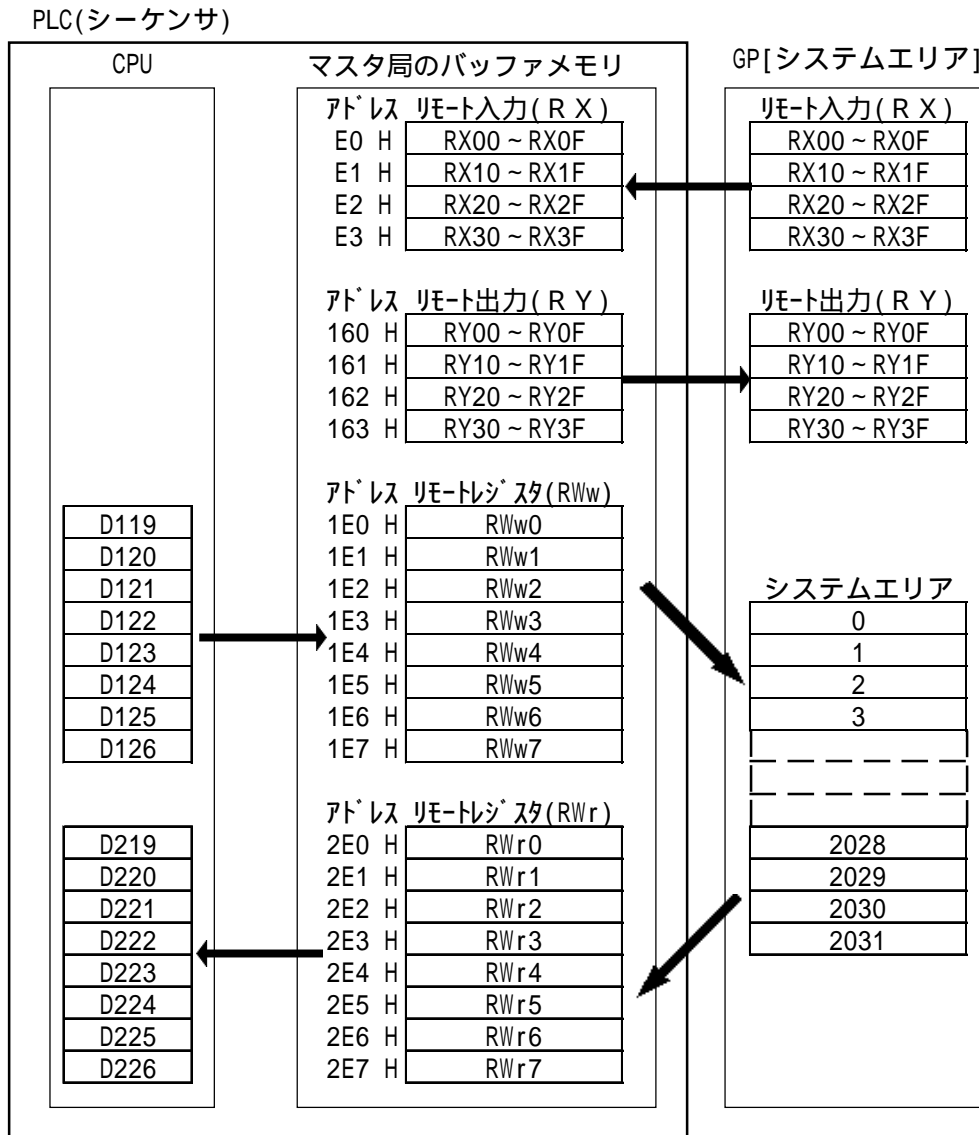 PLC(シーケンサ)
CPU
マスタ局のバッファメモリ
GP[システムエリア]
アドレス リモート入力(RX)
E0 H RX00~RX0F
E1 H RX10~RX1F
E2 H RX20~RX2F
E3 H RX30~RX3F
リモート入力(RX)
RX00~RX0F
RX10~RX1F
RX20~RX2F
RX30~RX3F
アドレス リモート出力(RY)
160 H RY00~RY0F
161 H RY10~RY1F
162 H RY20~RY2F
163 H RY30~RY3F
リモート出力(RY)
RY00~RY0F
RY10~RY1F
RY20~RY2F
RY30~RY3F
D119
D120
D121
D122
D123
D124
D125
D126
アドレス リモートレジスタ(RWw)
1E0 H RWw0
1E1 H RWw1
1E2 H RWw2
1E3 H RWw3
1E4 H RWw4
1E5 H RWw5
1E6 H RWw6
1E7 H RWw7
システムエリア
0
1
2
3
2028
2029
2030
2031
D219
D220
D221
D222
D223
D224
D225
D226
アドレス リモートレジスタ(RWr)
2E0 H RWr0
2E1 H RWr1
2E2 H RWr2
2E3 H RWr3
2E4 H RWr4
2E5 H RWr5
2E6 H RWr6
2E7 H RWr7